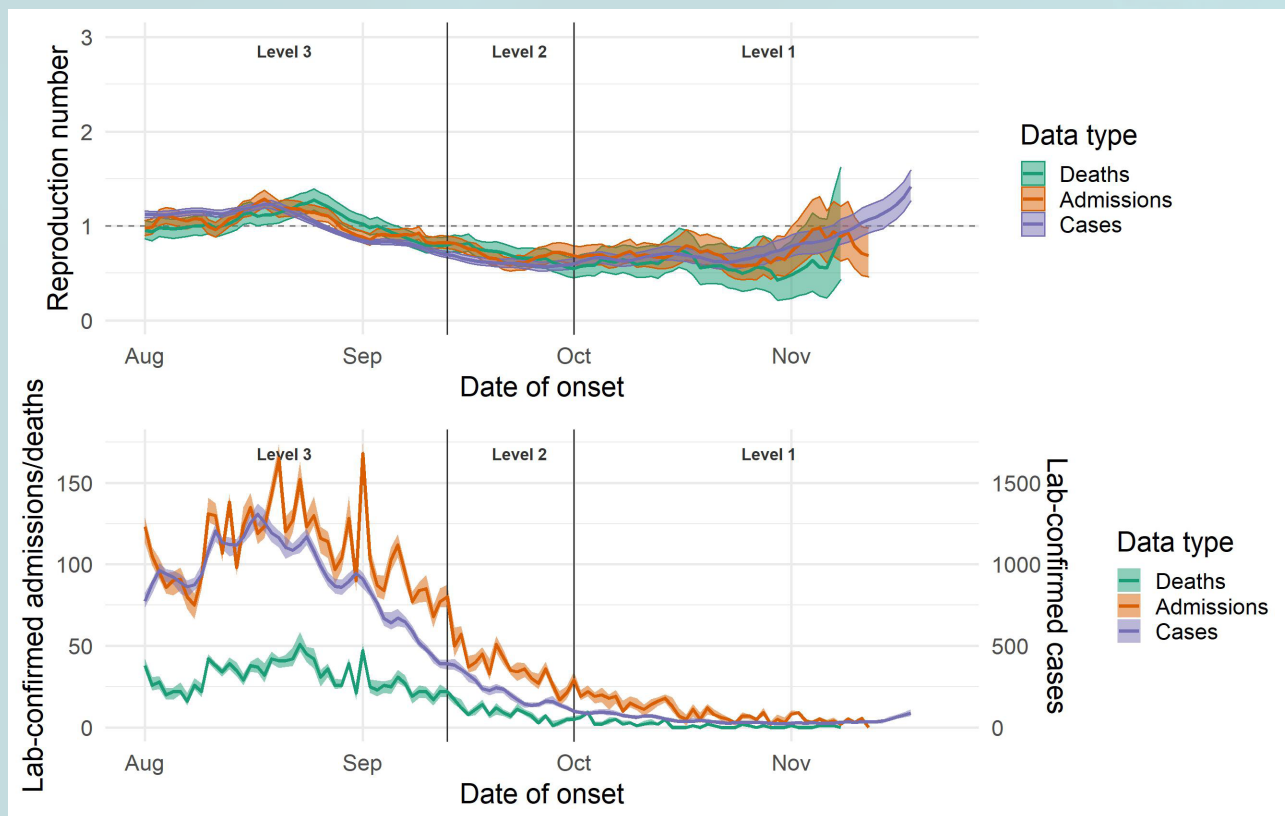 Reproduction number
3
2
1
0
Level 3
Level 2
Level 1
Aug
Sep
Oct
Nov
Date of onset
Data type
Deaths
Admissions
Cases
Lab-confirmed admissions/deaths
150
100
50
0
Level 3
Level 2
Level 1
1500
1000
500
0
Lab-confirmed cases
Aug
Sep
Oct
Nov
Date of onset
Data type
Deaths
Admissions
Cases